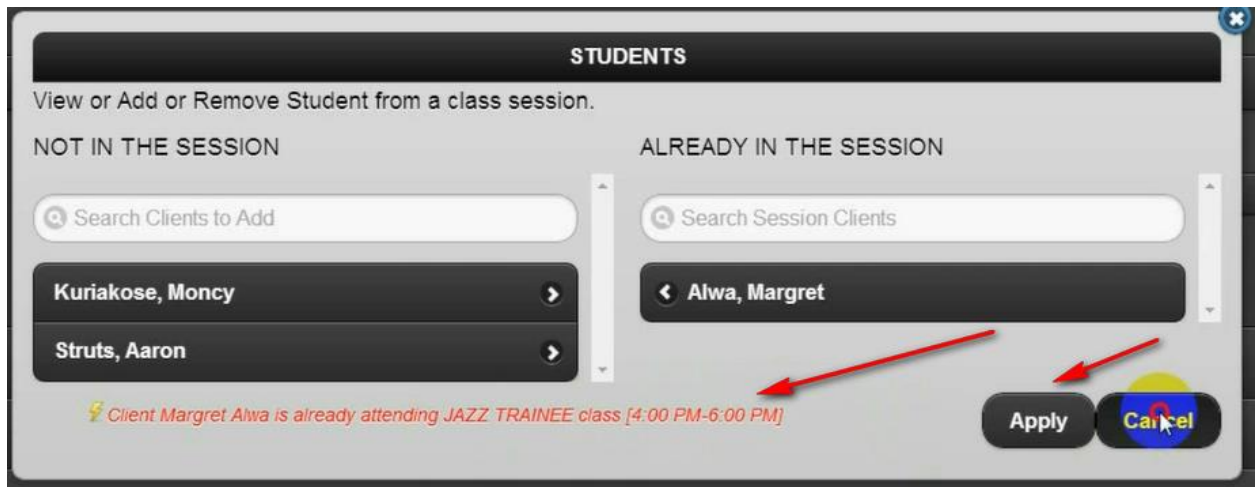 STUDENTS
View or Add or Remove Student from a class session.
NOT IN THE SESSION
Search Clients to Add
Kuriakose, Moncy
Struts, Aaron
ALREADY IN THE SESSION
Search Session Clients
Alwa, Margret
Client Margret Alwa is already attending JAZZ TRAINEE class [4:00 PM-6:00 PM]
Apply
Cancel